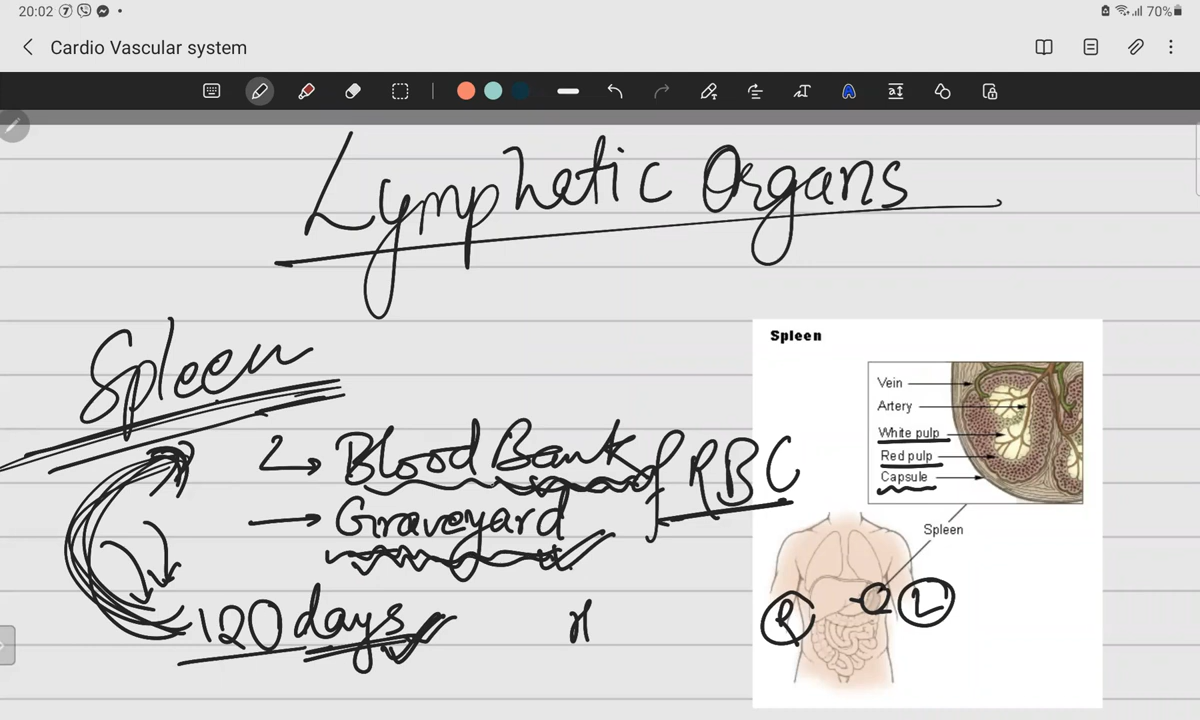 20:02 70%
Cardio Vascular system
Lymphetic Organs
Spleen
Blood Bank of RBC
Graveyard
120 days
Spleen
Vein
Artery
White pulp
Red pulp
Capsule
Spleen
R L